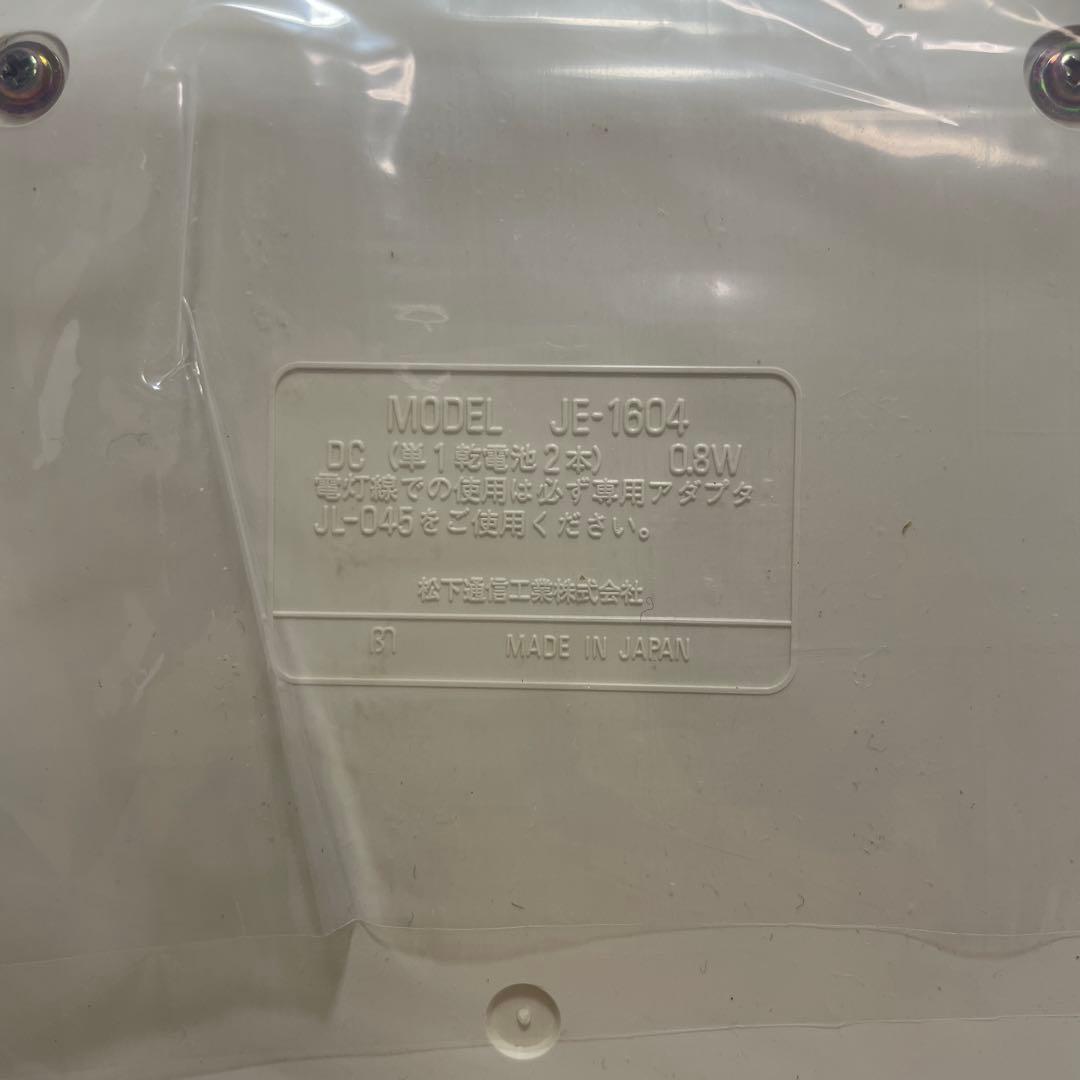 MODEL JE-1604
DC (単1乾電池2本) 0.8W
電灯線での使用は必ず専用アダプタ
JL-045をご使用ください。
松下通信工業株式会社
MADE IN JAPAN